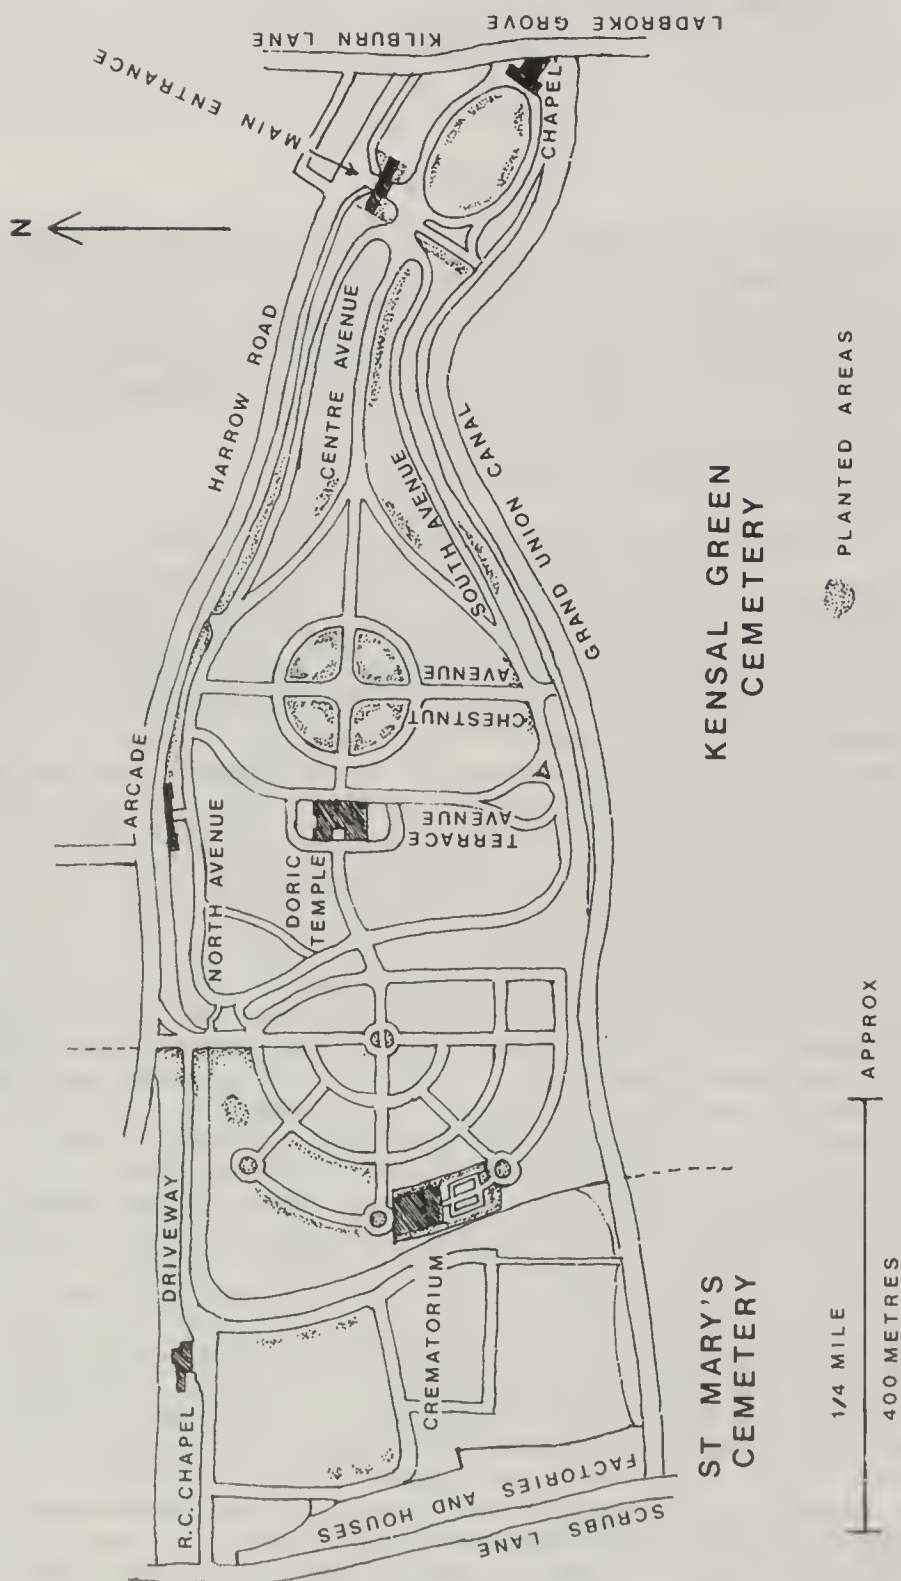 N
MAIN ENTRANCE
KILBURN LANE
LADBROKE GROVE
CHAPEL
HARROW ROAD
CENTRE AVENUE
SOUTH AVENUE
GRAND UNION CANAL
ARCADE
NORTH AVENUE
CHESTNUT
AVENUE
DORIC
TEMPLE
TERRACE
AVENUE
DRIVEWAY
R.C. CHAPEL
CREMATORIUM
FACTORIES AND HOUSES
SCRUBS LANE
ST MARY'S
CEMETERY
KENSAL GREEN
CEMETERY
PLANTED AREAS
1/4 MILE
400 METRES
APPROX